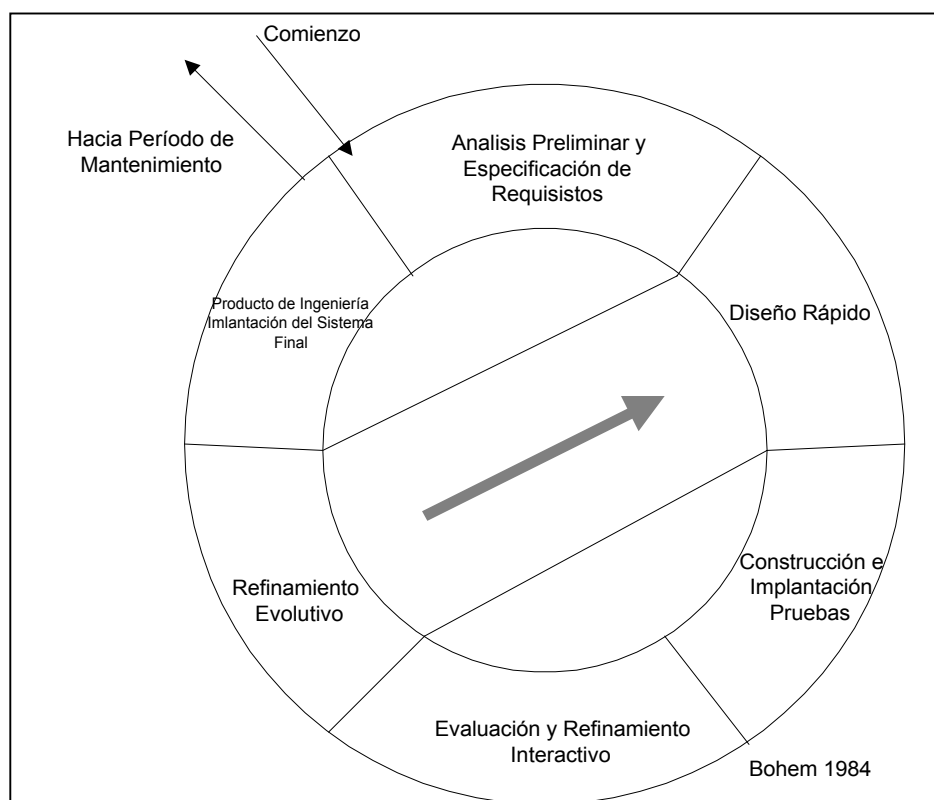 Comienzo
Hacia Período de
Mantenimiento
Analisis Preliminar y
Especificación de
Requisistos
Diseño Rápido
Construcción e
Implantación
Pruebas
Evaluación y Refinamiento
Interactivo
Refinamiento
Evolutivo
Producto de Ingeniería
Imlantación del Sistema
Final
Bohem 1984